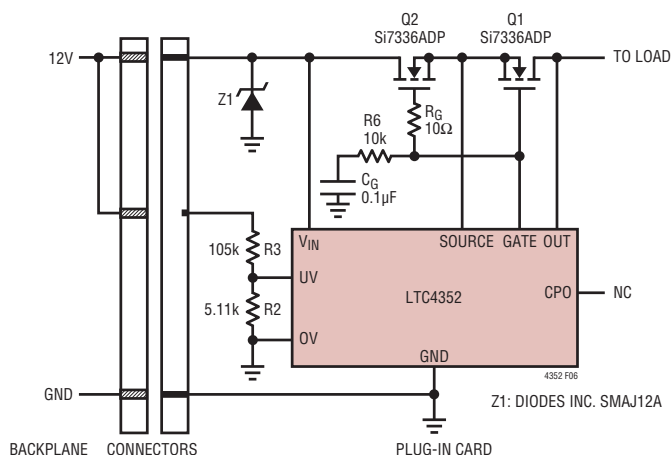 Q2
Si7336ADP
Q1
Si7336ADP
12V
TO LOAD
Z1
RG
10Ω
R6
10k
CG
0.1µF
VIN
SOURCE
GATE
OUT
105k
R3
UV
LTC4352
CPO
NC
5.11k
R2
OV
GND
4352 F06
GND
Z1: DIODES INC. SMAJ12A
BACKPLANE
CONNECTORS
PLUG-IN CARD